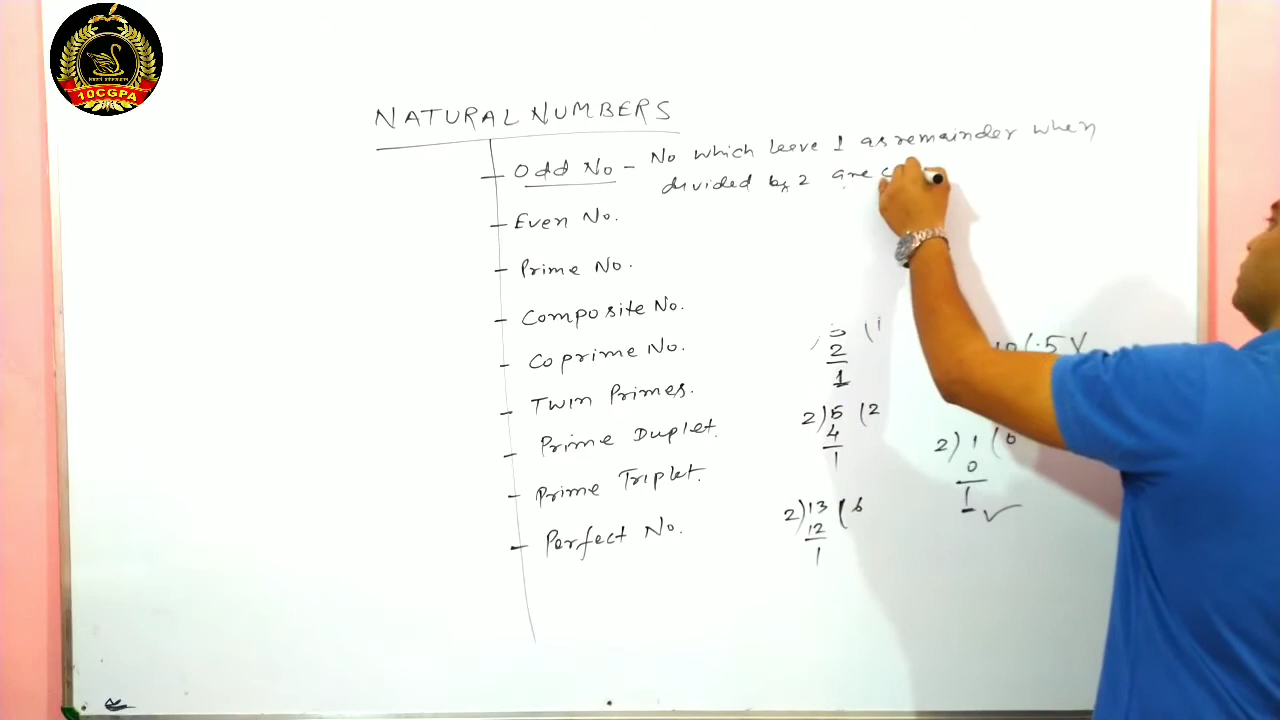 10CGPA
NATURAL NUMBERS
Odd No - No which leeve 1 as remainder when
divided by 2 are
Even No.
Prime No.
Composite No.
Coprime No.
Twin Primes.
Prime Duplet.
Prime Triplet.
Perfect No.
2
1
2)5(2
4
1
2)13(6
12
1
.5
2)1(0
0
1 ✓